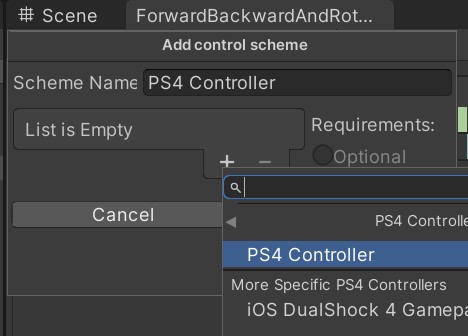 Scene ForwardBackwardAndRot...
Add control scheme
Scheme Name PS4 Controller
List is Empty
Requirements:
Optional
+ −
PS4 Controlle
Cancel
PS4 Controller
More Specific PS4 Controllers
iOS DualShock 4 Gamepa